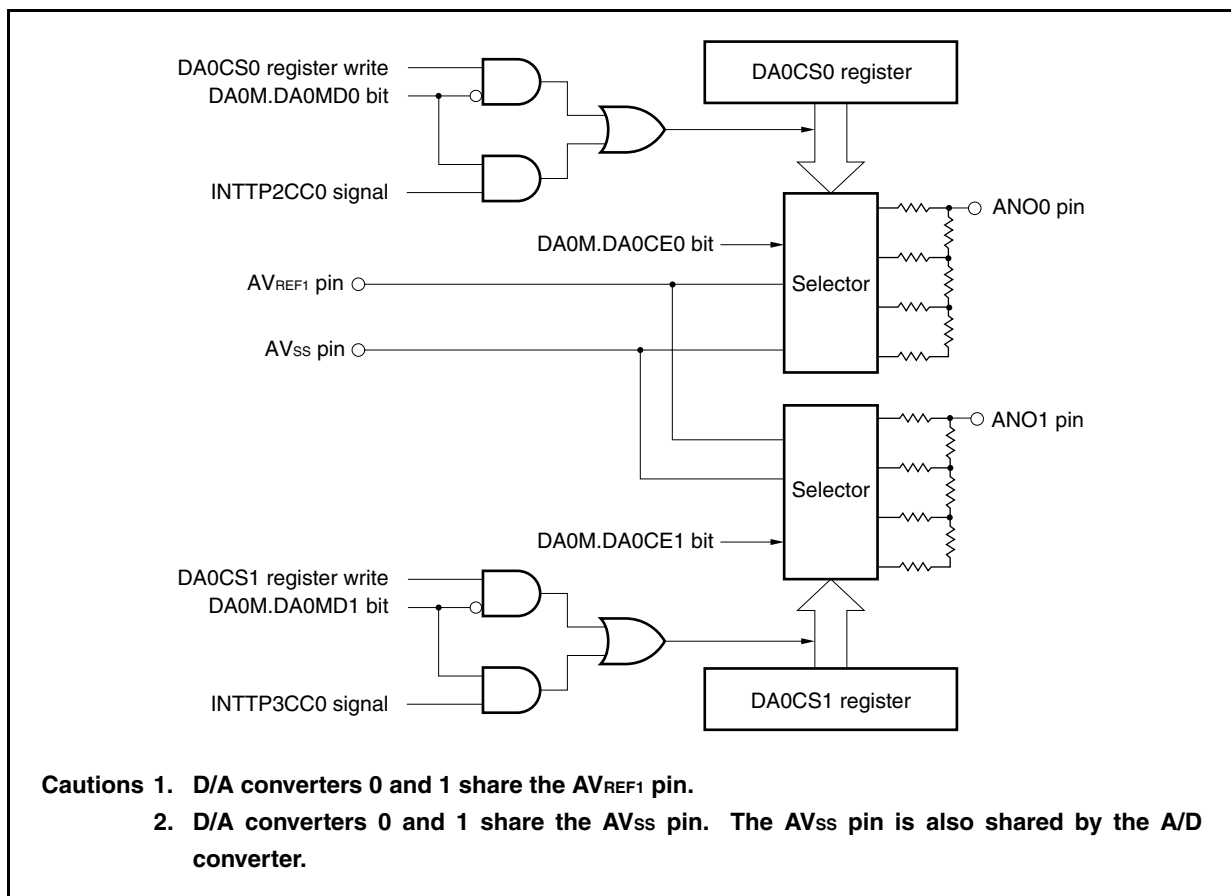 DA0CS0 register write
DA0M.DA0MD0 bit
INTTP2CC0 signal
DA0CS0 register
DA0M.DA0CE0 bit
Selector
ANO0 pin
AVREF1 pin
AVSS pin
ANO1 pin
Selector
DA0M.DA0CE1 bit
DA0CS1 register write
DA0M.DA0MD1 bit
INTTP3CC0 signal
DA0CS1 register
Cautions 1. D/A converters 0 and 1 share the AVREF1 pin.
2. D/A converters 0 and 1 share the AVSS pin. The AVSS pin is also shared by the A/D
converter.